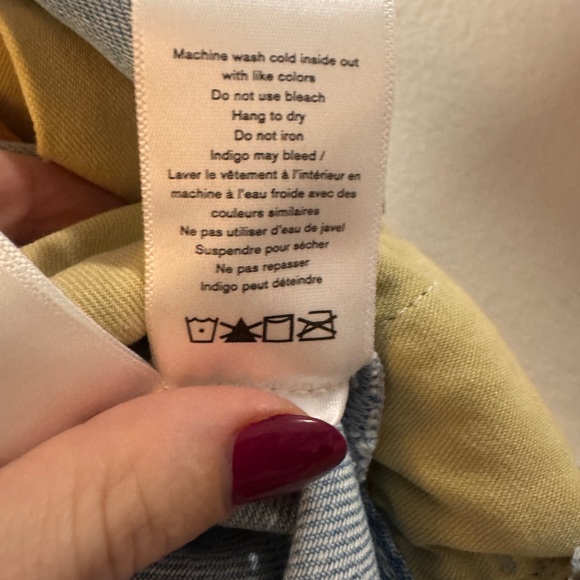 Machine wash cold inside out
with like colors
Do not use bleach
Hang to dry
Do not iron
Indigo may bleed /
Laver le vêtement à l'intérieur en
machine à l'eau froide avec des
couleurs similaires
Ne pas utiliser d'eau de javel
Suspendre pour sécher
Ne pas repasser
Indigo peut déteindre